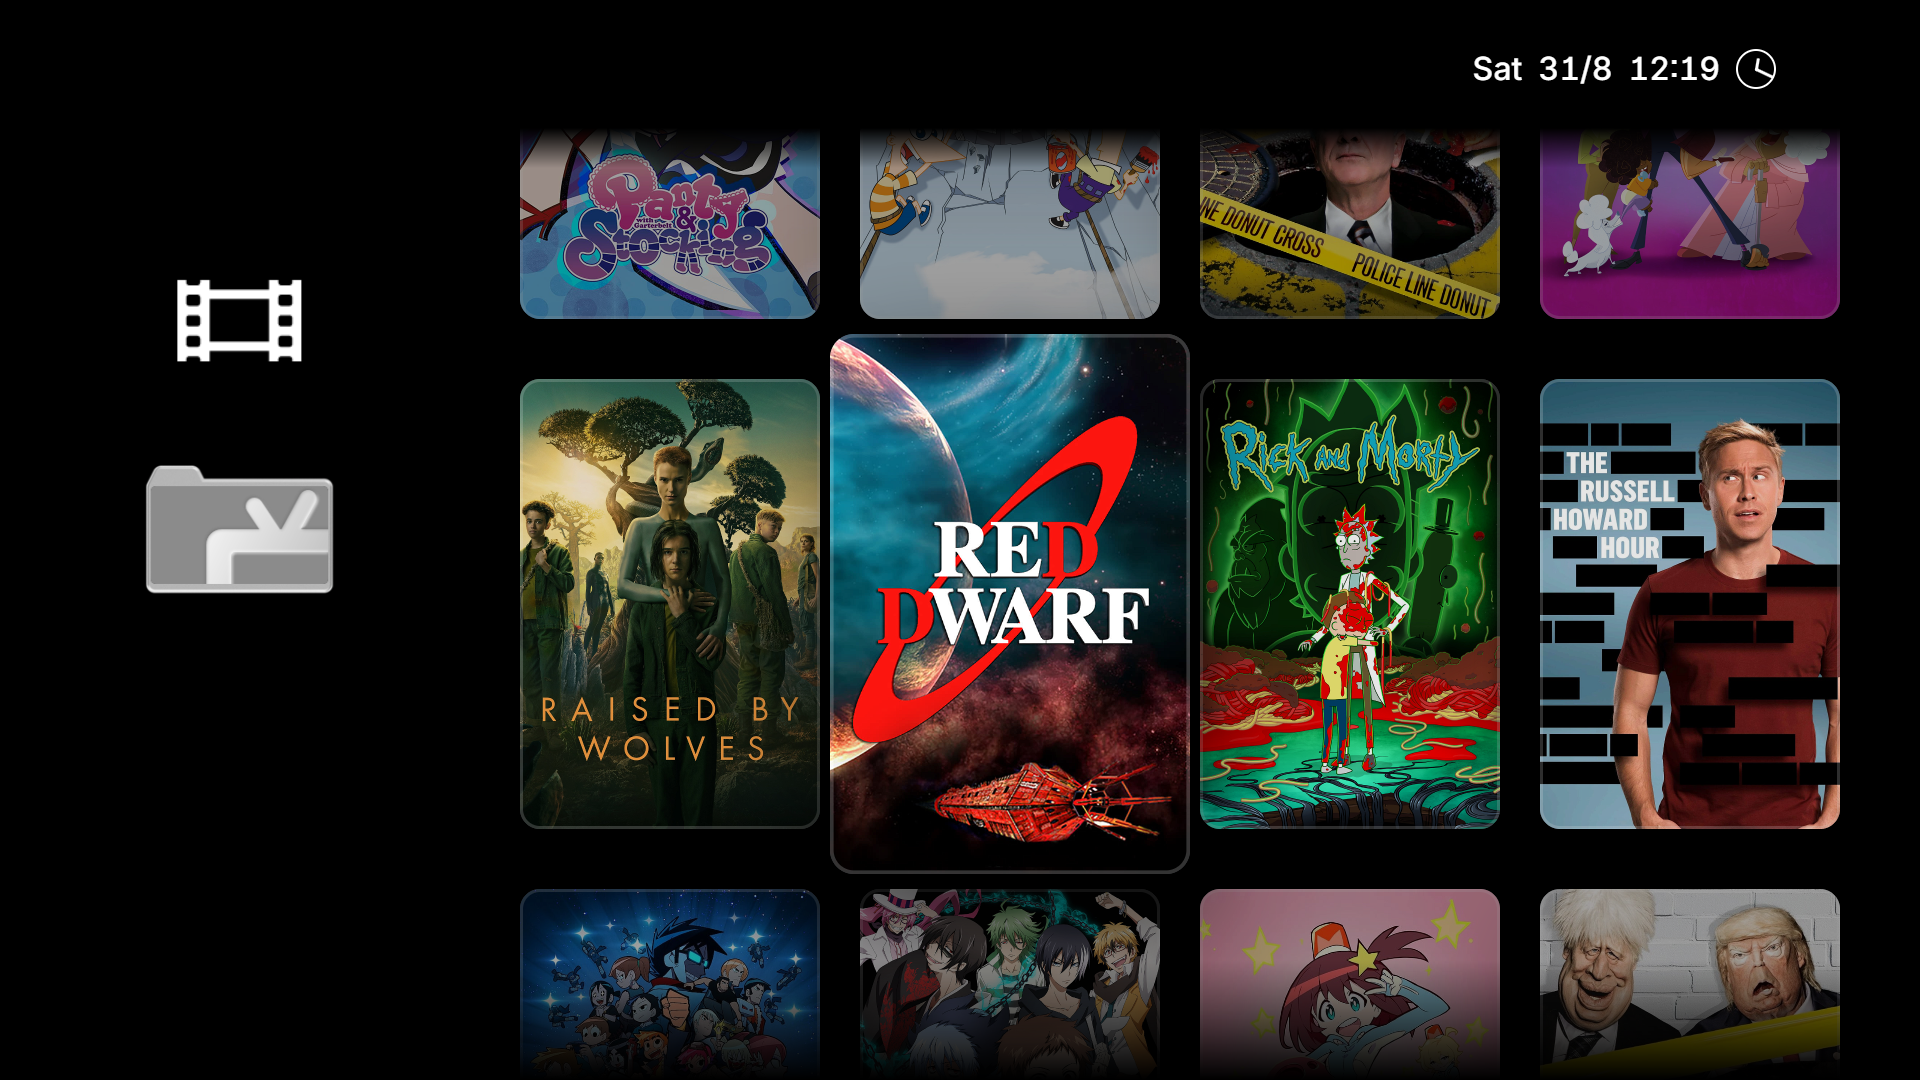 Sat 31/8 12:19
Panty
with
&
Garterbelt
Stocking
INE DONUT CROSS POLICE LINE DONUT
RAISED BY
WOLVES
RED
DWARF
RICK AND MORTY
THE
RUSSELL
HOWARD
HOUR